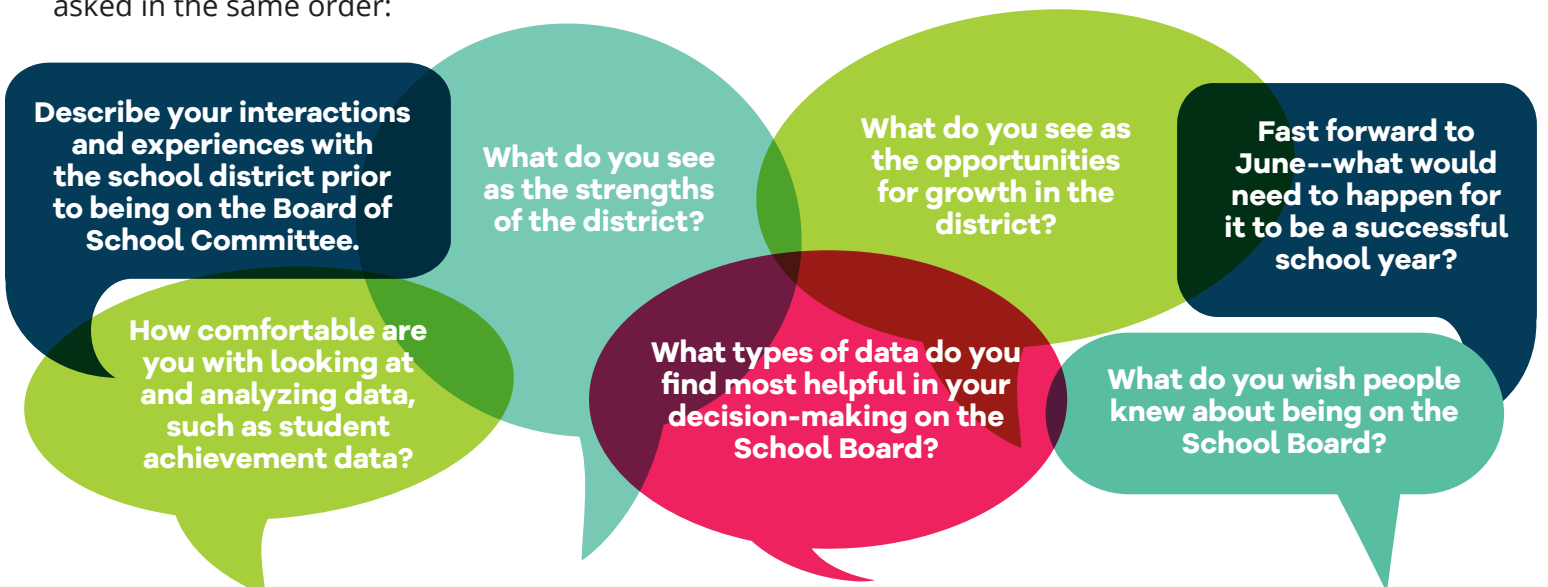 asked in the same order:
Describe your interactions
and experiences with
the school district prior
to being on the Board of
School Committee.
What do you see
as the strengths
of the district?
What do you see as
the opportunities
for growth in the
district?
Fast forward to
June--what would
need to happen for
it to be a successful
school year?
How comfortable are
you with looking at
and analyzing data,
such as student
achievement data?
What types of data do you
find most helpful in your
decision-making on the
School Board?
What do you wish people
knew about being on the
School Board?